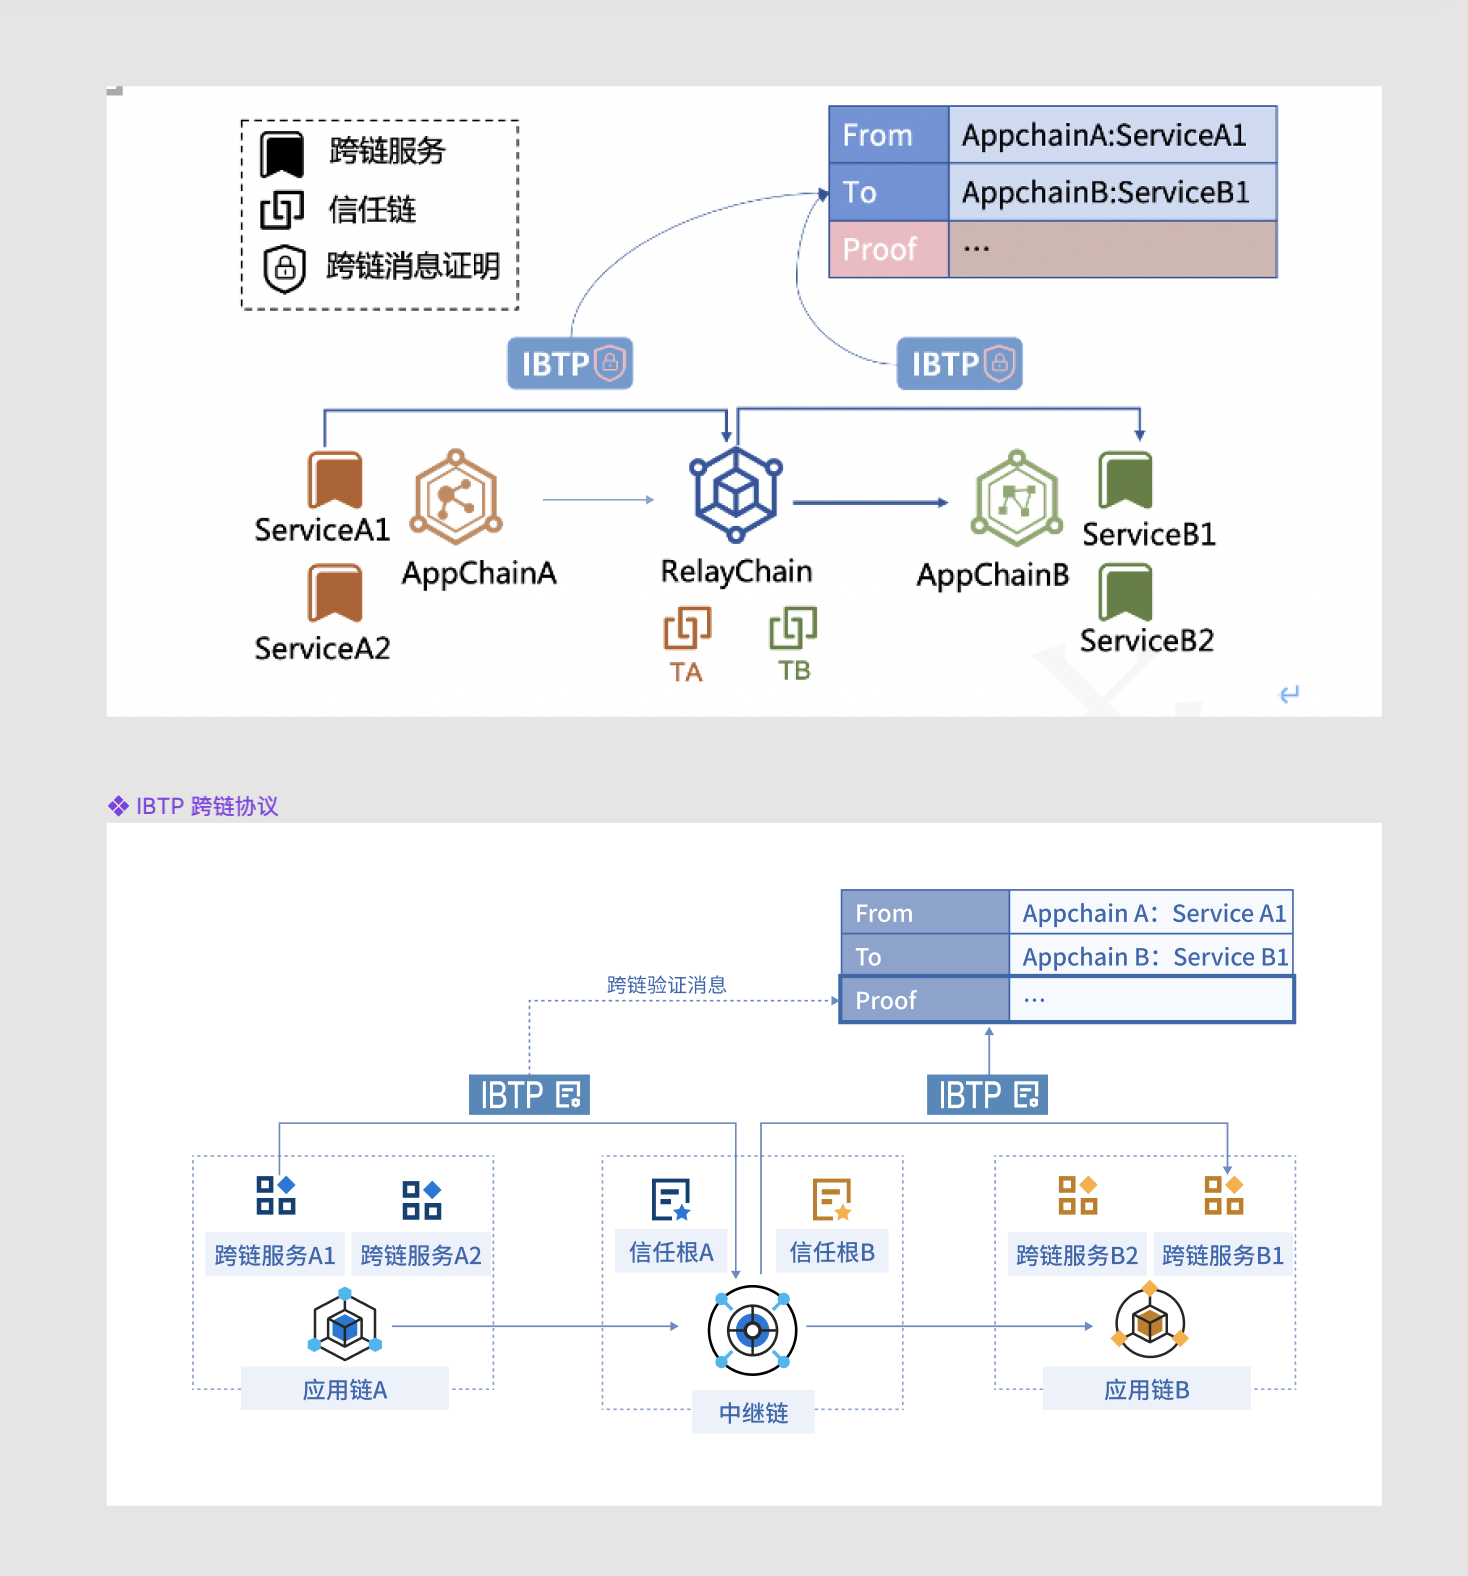 跨链服务
信任链
跨链消息证明
From AppchainA:ServiceA1
To AppchainB:ServiceB1
Proof ...
IBTP
IBTP
ServiceA1
AppChainA
ServiceA2
RelayChain
TA
TB
AppChainB
ServiceB1
ServiceB2
IBTP 跨链协议
From Appchain A：Service A1
To Appchain B：Service B1
Proof ...
跨链验证消息
IBTP
IBTP
跨链服务A1
跨链服务A2
信任根A
信任根B
跨链服务B2
跨链服务B1
应用链A
中继链
应用链B